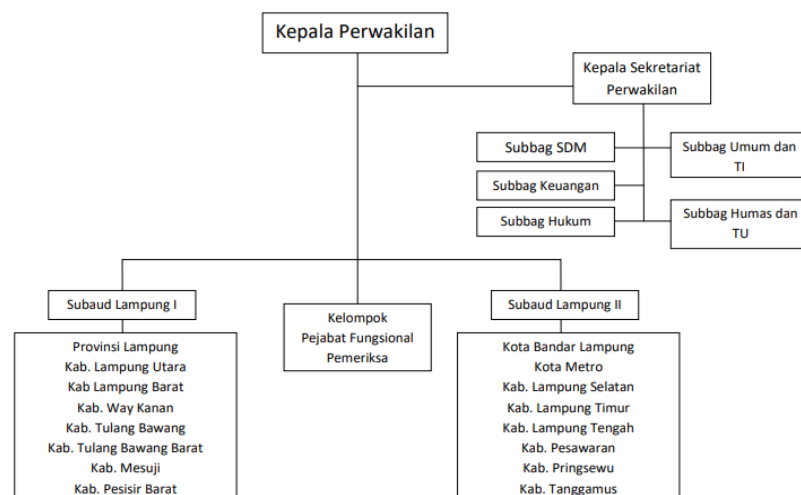 Kepala Perwakilan
Kepala Sekretariat
Perwakilan
Subbag SDM
Subbag Umum dan
TI
Subbag Keuangan
Subbag Hukum
Subbag Humas dan
TU
Subaud Lampung I
Kelompok
Pejabat Fungsional
Pemeriksa
Subaud Lampung II
Provinsi Lampung
Kab. Lampung Utara
Kab Lampung Barat
Kab. Way Kanan
Kab. Tulang Bawang
Kab. Tulang Bawang Barat
Kab. Mesuji
Kab. Pesisir Barat
Kota Bandar Lampung
Kota Metro
Kab. Lampung Selatan
Kab. Lampung Timur
Kab. Lampung Tengah
Kab. Pesawaran
Kab. Pringsewu
Kab. Tanggamus